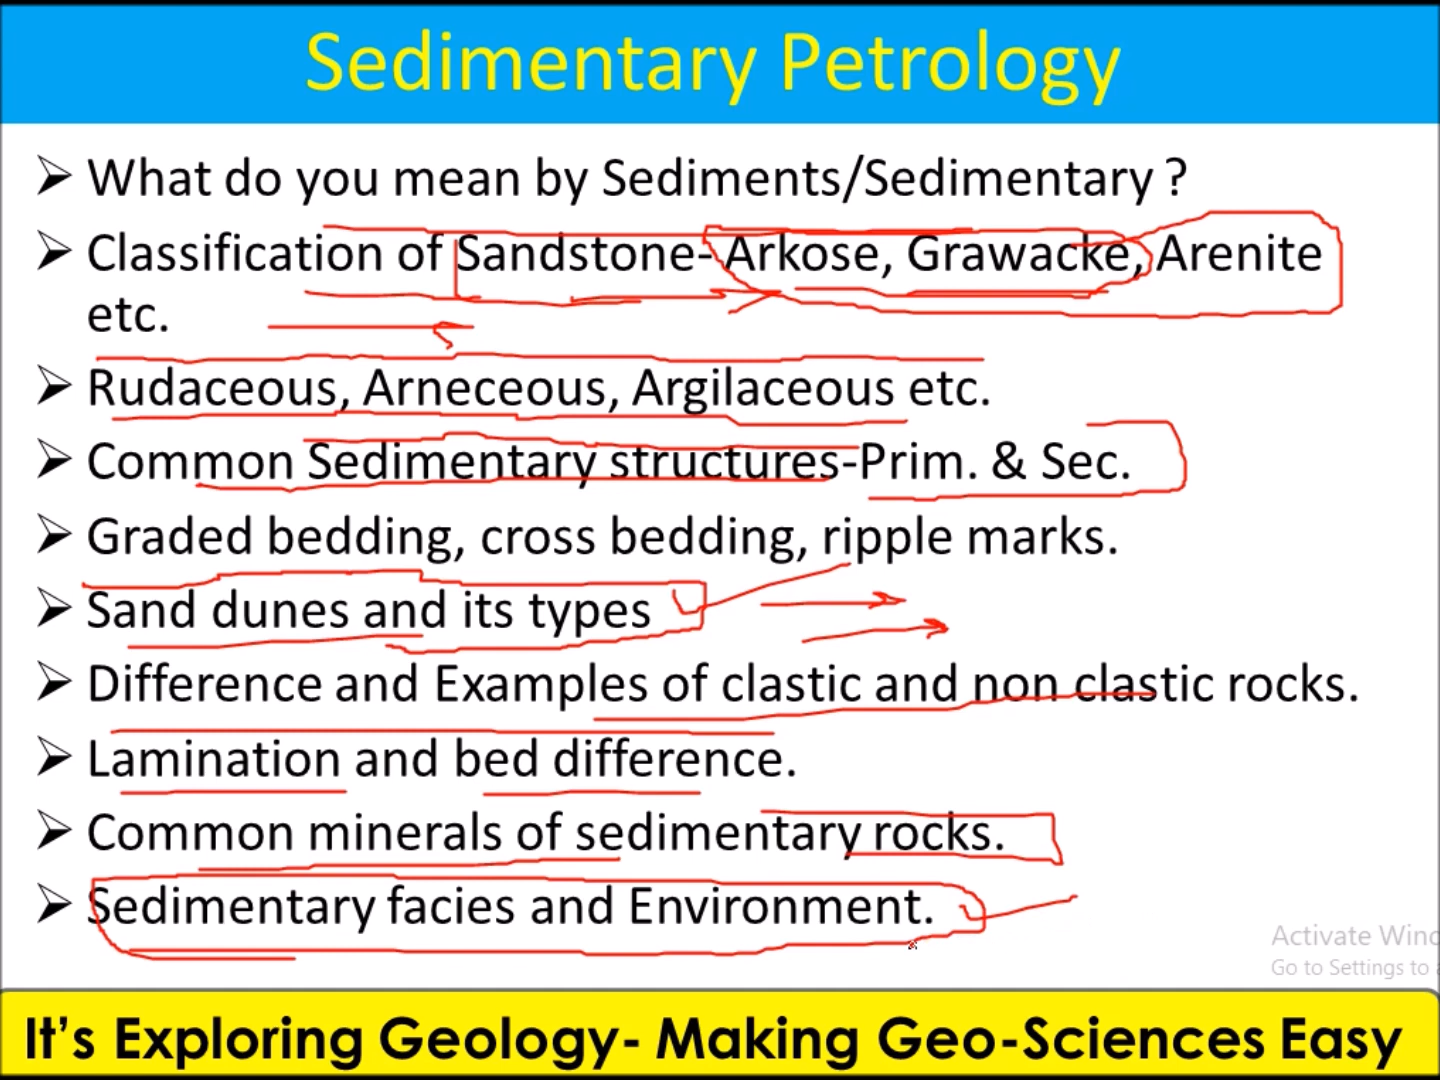 Sedimentary Petrology
➢ What do you mean by Sediments/Sedimentary ?
➢ Classification of Sandstone- Arkose, Grawacke, Arenite
etc.
➢ Rudaceous, Arneceous, Argilaceous etc.
➢ Common Sedimentary structures-Prim. & Sec.
➢ Graded bedding, cross bedding, ripple marks.
➢ Sand dunes and its types
➢ Difference and Examples of clastic and non clastic rocks.
➢ Lamination and bed difference.
➢ Common minerals of sedimentary rocks.
➢ Sedimentary facies and Environment.
Activate Wind
Go to Settings to a
It's Exploring Geology- Making Geo-Sciences Easy